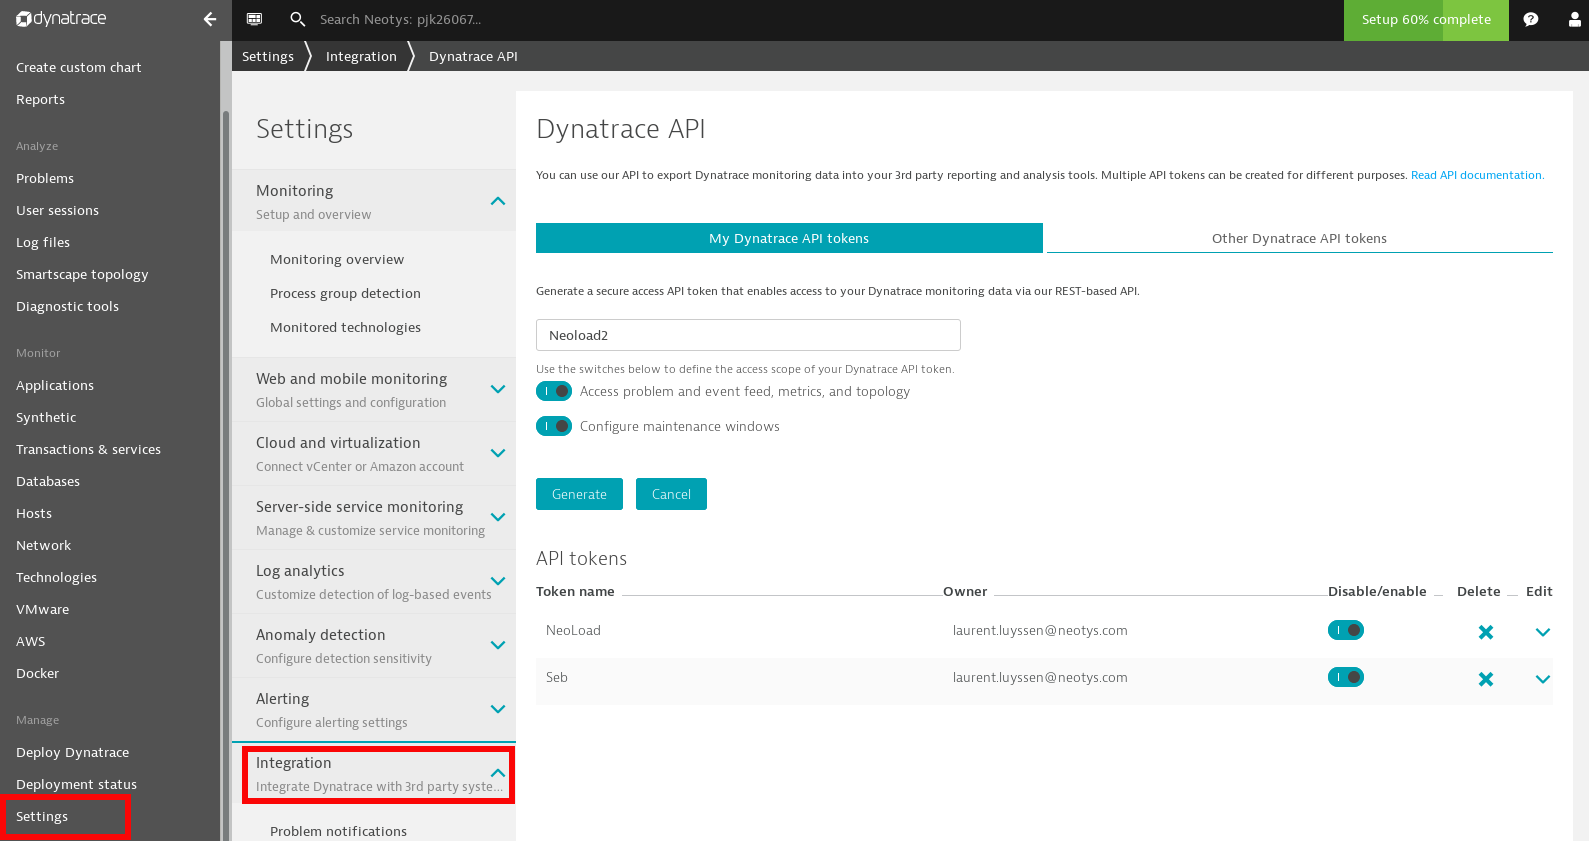 dynatrace
Search Neotys: pjk26067...
Setup 60% complete
Settings
Integration
Dynatrace API
Create custom chart
Reports
Analyze
Problems
User sessions
Log files
Smartscape topology
Diagnostic tools
Monitor
Applications
Synthetic
Transactions & services
Databases
Hosts
Network
Technologies
VMware
AWS
Docker
Manage
Deploy Dynatrace
Deployment status
Settings
Settings
Monitoring
Setup and overview
Monitoring overview
Process group detection
Monitored technologies
Web and mobile monitoring
Global settings and configuration
Cloud and virtualization
Connect vCenter or Amazon account
Server-side service monitoring
Manage & customize service monitoring
Log analytics
Customize detection of log-based events
Anomaly detection
Configure detection sensitivity
Alerting
Configure alerting settings
Integration
Integrate Dynatrace with 3rd party syste...
Problem notifications
Dynatrace API
You can use our API to export Dynatrace monitoring data into your 3rd party reporting and analysis tools. Multiple API tokens can be created for different purposes. Read API documentation.
My Dynatrace API tokens
Other Dynatrace API tokens
Generate a secure access API token that enables access to your Dynatrace monitoring data via our REST-based API.
Neoload2
Use the switches below to define the access scope of your Dynatrace API token.
Access problem and event feed, metrics, and topology
Configure maintenance windows
Generate
Cancel
API tokens
Token name Owner Disable/enable Delete Edit
NeoLoad laurent.luyssen@neotys.com
Seb laurent.luyssen@neotys.com